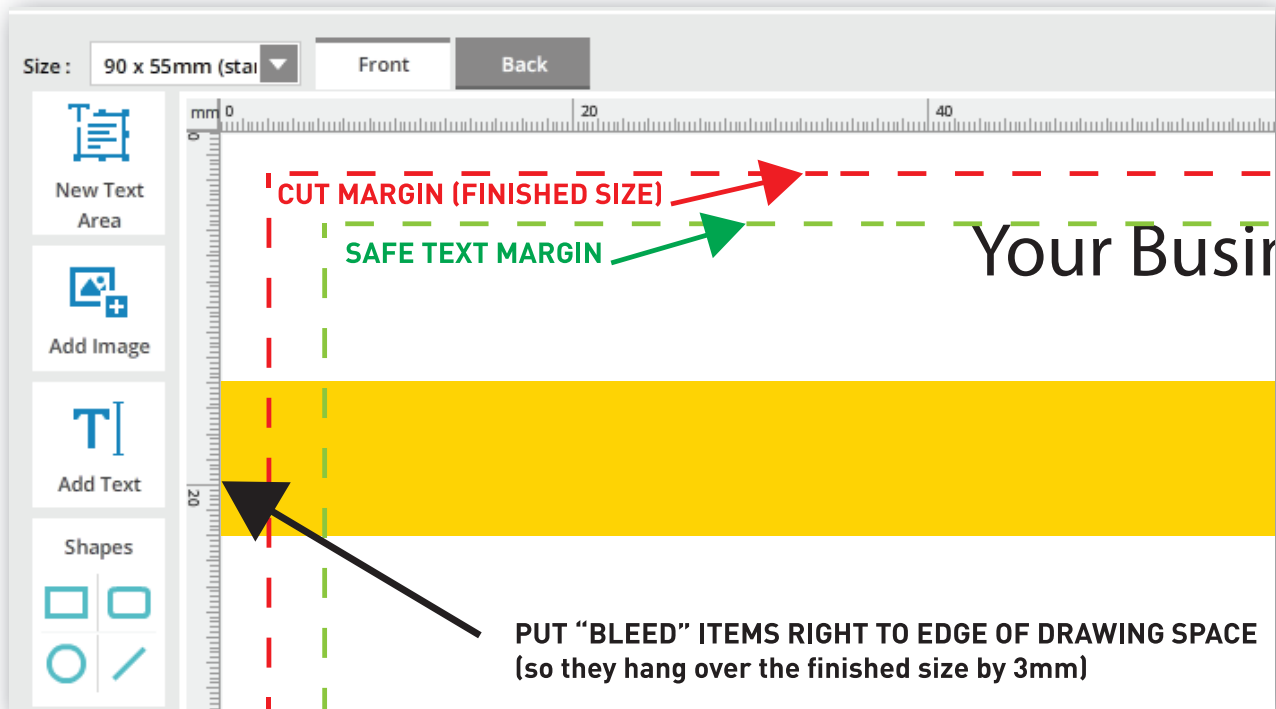 Size :
90 x 55mm (sta
Front
Back
mm
0
20
40
0
20
New Text
Area
Add Image
Add Text
Shapes
CUT MARGIN (FINISHED SIZE)
SAFE TEXT MARGIN
Your Busin
PUT “BLEED” ITEMS RIGHT TO EDGE OF DRAWING SPACE
(so they hang over the finished size by 3mm)